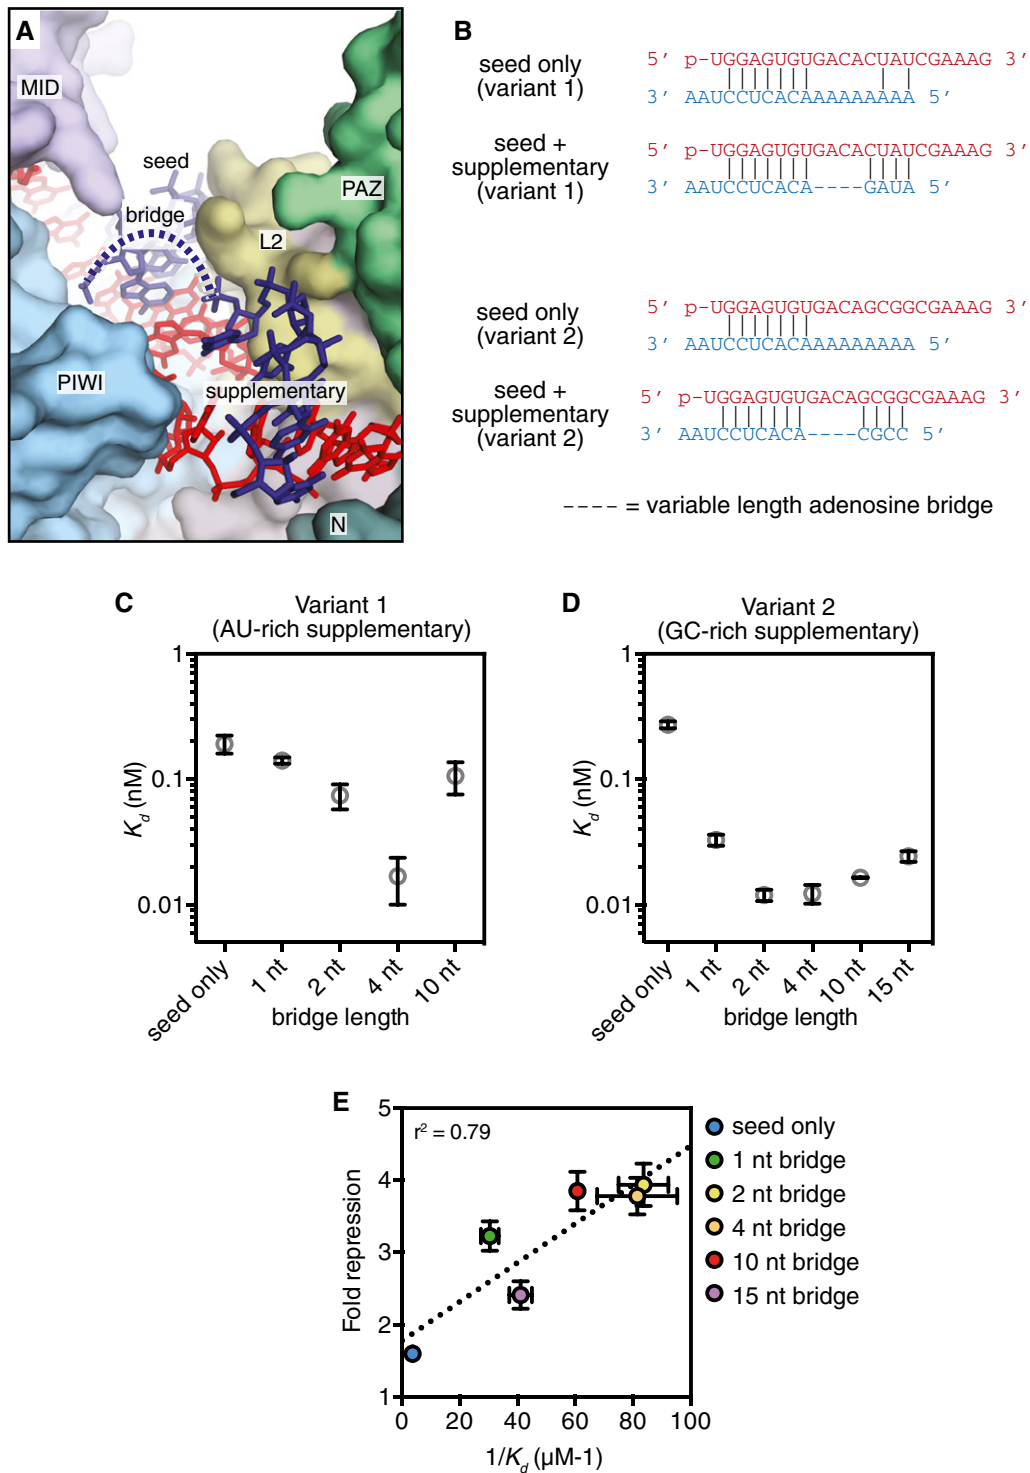 A
MID
seed
bridge
PAZ
L2
PIWI
supplementary
N
B
seed only
(variant 1)
5′ p-UGGAGUGUGACACUAUCGAAAG 3′
3′ AAUCCUCACAAAAAAAAA 5′
seed +
supplementary
(variant 1)
5′ p-UGGAGUGUGACACUAUCGAAAG 3′
3′ AAUCCUCACA----GAUA 5′
seed only
(variant 2)
5′ p-UGGAGUGUGACAGCGGCGAAAG 3′
3′ AAUCCUCACAAAAAAAAA 5′
seed +
supplementary
(variant 2)
5′ p-UGGAGUGUGACAGCGGCGAAAG 3′
3′ AAUCCUCACA----CGCC 5′
---- = variable length adenosine bridge
C
Variant 1
(AU-rich supplementary)
1
0.1
0.01
Kd (nM)
seed only
1 nt
2 nt
4 nt
10 nt
bridge length
D
Variant 2
(GC-rich supplementary)
1
0.1
0.01
Kd (nM)
seed only
1 nt
2 nt
4 nt
10 nt
15 nt
bridge length
E
r² = 0.79
5
4
3
2
1
Fold repression
0 20 40 60 80 100
1/Kd (µM-1)
seed only
1 nt bridge
2 nt bridge
4 nt bridge
10 nt bridge
15 nt bridge